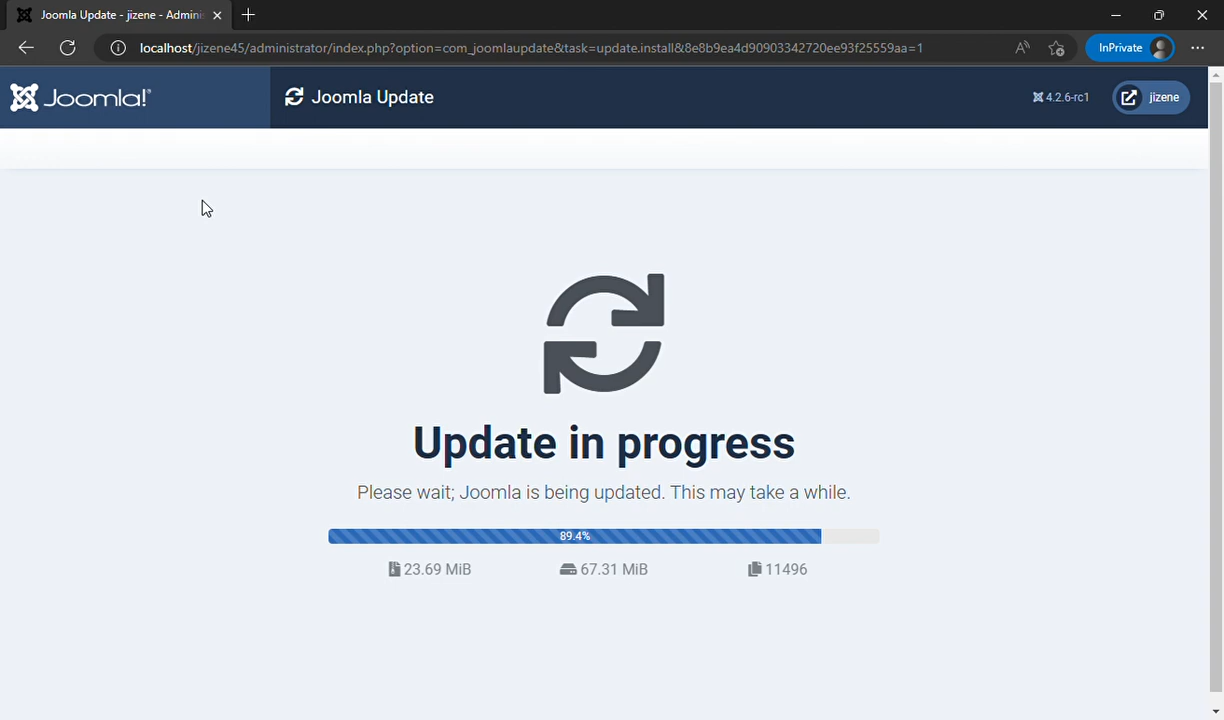 Joomla Update - jizene - Admini
localhost/jizene45/administrator/index.php?option=com_joomlaupdate&task=update.install&8e8b9ea4d90903342720ee93f25559aa=1
InPrivate
Joomla!®
Joomla Update
4.2.6-rc1
jizene
Update in progress
Please wait; Joomla is being updated. This may take a while.
89.4%
23.69 MiB
67.31 MiB
11496